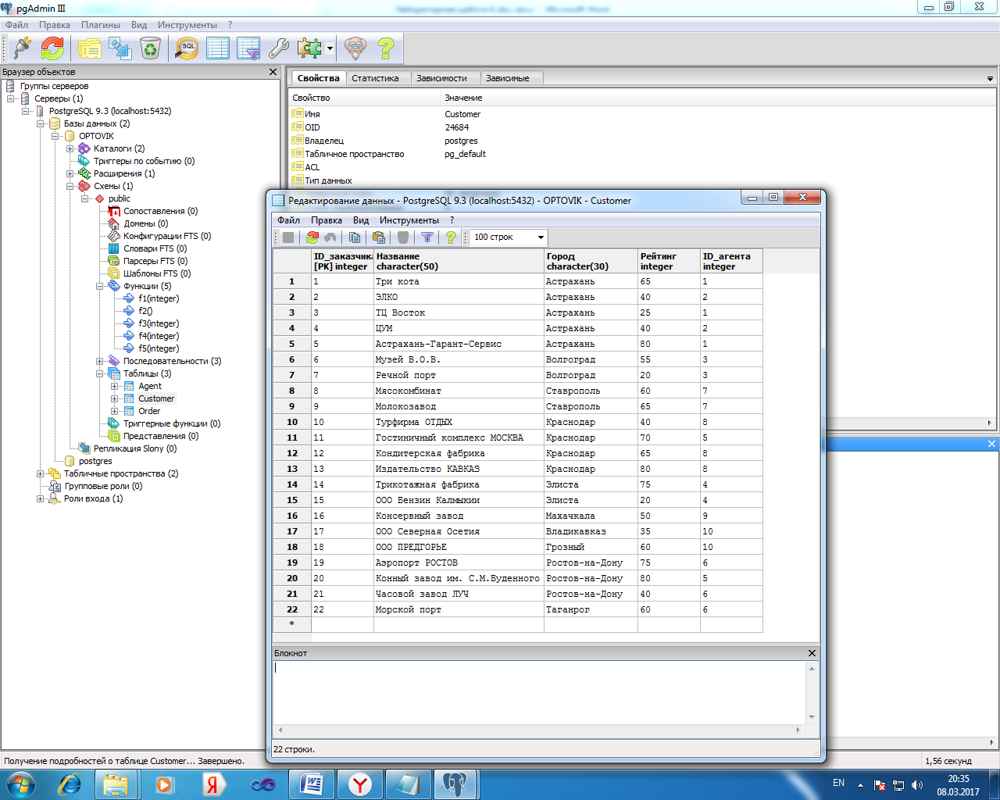 pgAdmin III
Файл Правка Плагины Вид Инструменты ?
SQL
Браузер объектов
Группы серверов
Серверы (1)
PostgreSQL 9.3 (localhost:5432)
Базы данных (2)
OPTOVIK
Каталоги (2)
Триггеры по событию (0)
Расширения (1)
Схемы (1)
public
Сопоставления (0)
Домены (0)
Конфигурации FTS (0)
Словари FTS (0)
Парсеры FTS (0)
Шаблоны FTS (0)
Функции (5)
f1(integer)
f2()
f3(integer)
f4(integer)
f5(integer)
Последовательности (3)
Таблицы (3)
Agent
Customer
Order
Триггерные функции (0)
Представления (0)
Репликация Slony (0)
postgres
Табличные пространства (2)
Групповые роли (0)
Роли входа (1)
Свойства Статистика Зависимости Зависимые
Свойство Значение
Имя Customer
OID 24684
Владелец postgres
Табличное пространство pg_default
ACL
Тип данных
Редактирование данных - PostgreSQL 9.3 (localhost:5432) - OPTOVIK - Customer
Файл Правка Вид Инструменты ?
100 строк
ID_заказчика Название Город Рейтинг ID_агента
[PK] integer character(50) character(30) integer integer
1 1 Три кота Астрахань 65 1
2 2 ЭЛКО Астрахань 40 2
3 3 ТЦ Восток Астрахань 25 1
4 4 ЦУМ Астрахань 40 2
5 5 Астрахань-Гарант-Сервис Астрахань 80 1
6 6 Музей В.О.В. Волгоград 55 3
7 7 Речной порт Волгоград 20 3
8 8 Мясокомбинат Ставрополь 60 7
9 9 Молокозавод Ставрополь 65 7
10 10 Турфирма ОТДЫХ Краснодар 40 8
11 11 Гостиничный комплекс МОСКВА Краснодар 70 5
12 12 Кондитерская фабрика Краснодар 65 8
13 13 Издательство КАВКАЗ Краснодар 80 8
14 14 Трикотажная фабрика Элиста 75 4
15 15 ООО Бензин Калмыкии Элиста 20 4
16 16 Консервный завод Махачкала 50 9
17 17 ООО Северная Осетия Владикавказ 35 10
18 18 ООО ПРЕДГОРЬЕ Грозный 60 10
19 19 Аэропорт РОСТОВ Ростов-на-Дону 75 6
20 20 Конный завод им. С.М.Буденного Ростов-на-Дону 80 5
21 21 Часовой завод ЛУЧ Ростов-на-Дону 40 6
22 22 Морской порт Таганрог 60 6
*
Блокнот
22 строки.
Получение подробностей о таблице Customer... Завершено. 1,56 секунд
EN 20:35
08.03.2017